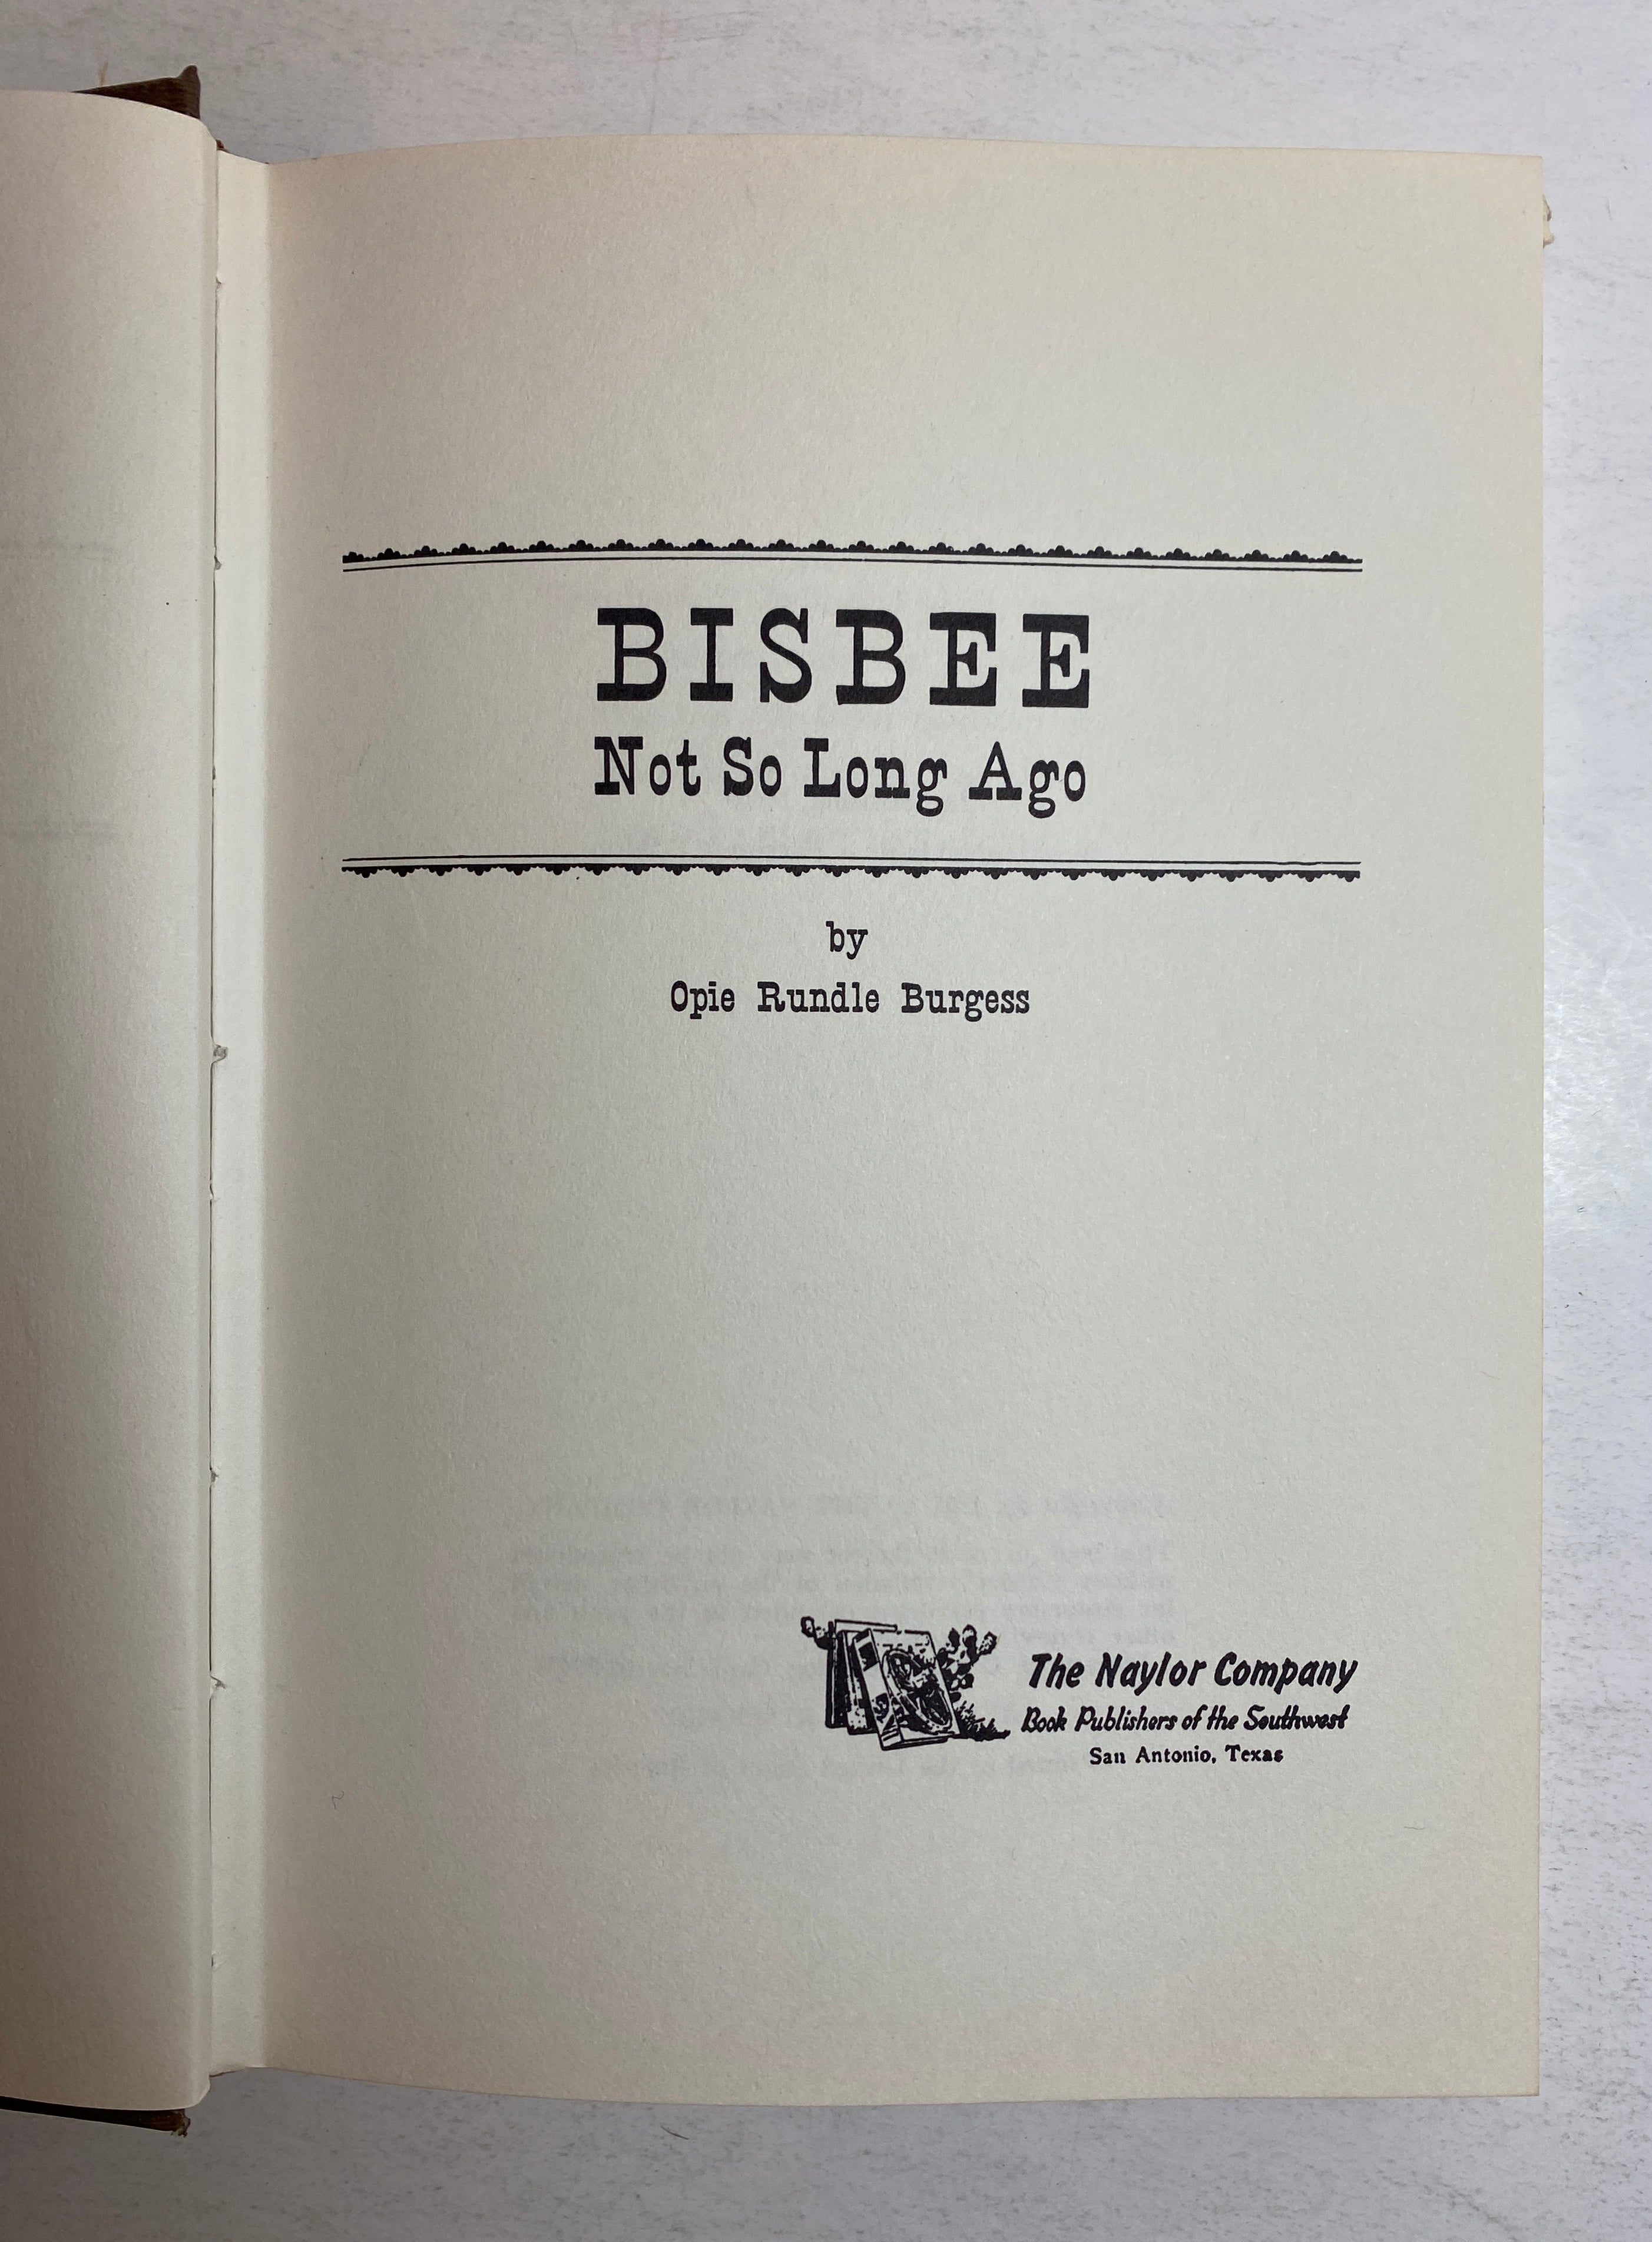 BISBEE
Not So Long Ago
by
Opie Rundle Burgess
The Naylor Company
Book Publishers of the Southwest
San Antonio, Texas